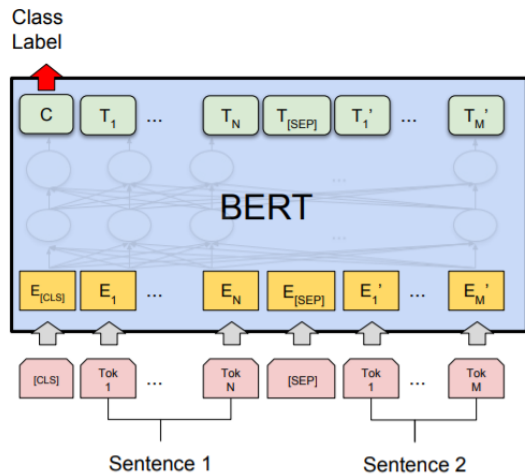 Class
Label
C T1 ... TN T[SEP] T1' ... TM'
...
BERT
...
E[CLS] E1 ... EN E[SEP] E1' ... EM'
[CLS] Tok 1 ... Tok N [SEP] Tok 1 ... Tok M
Sentence 1 Sentence 2